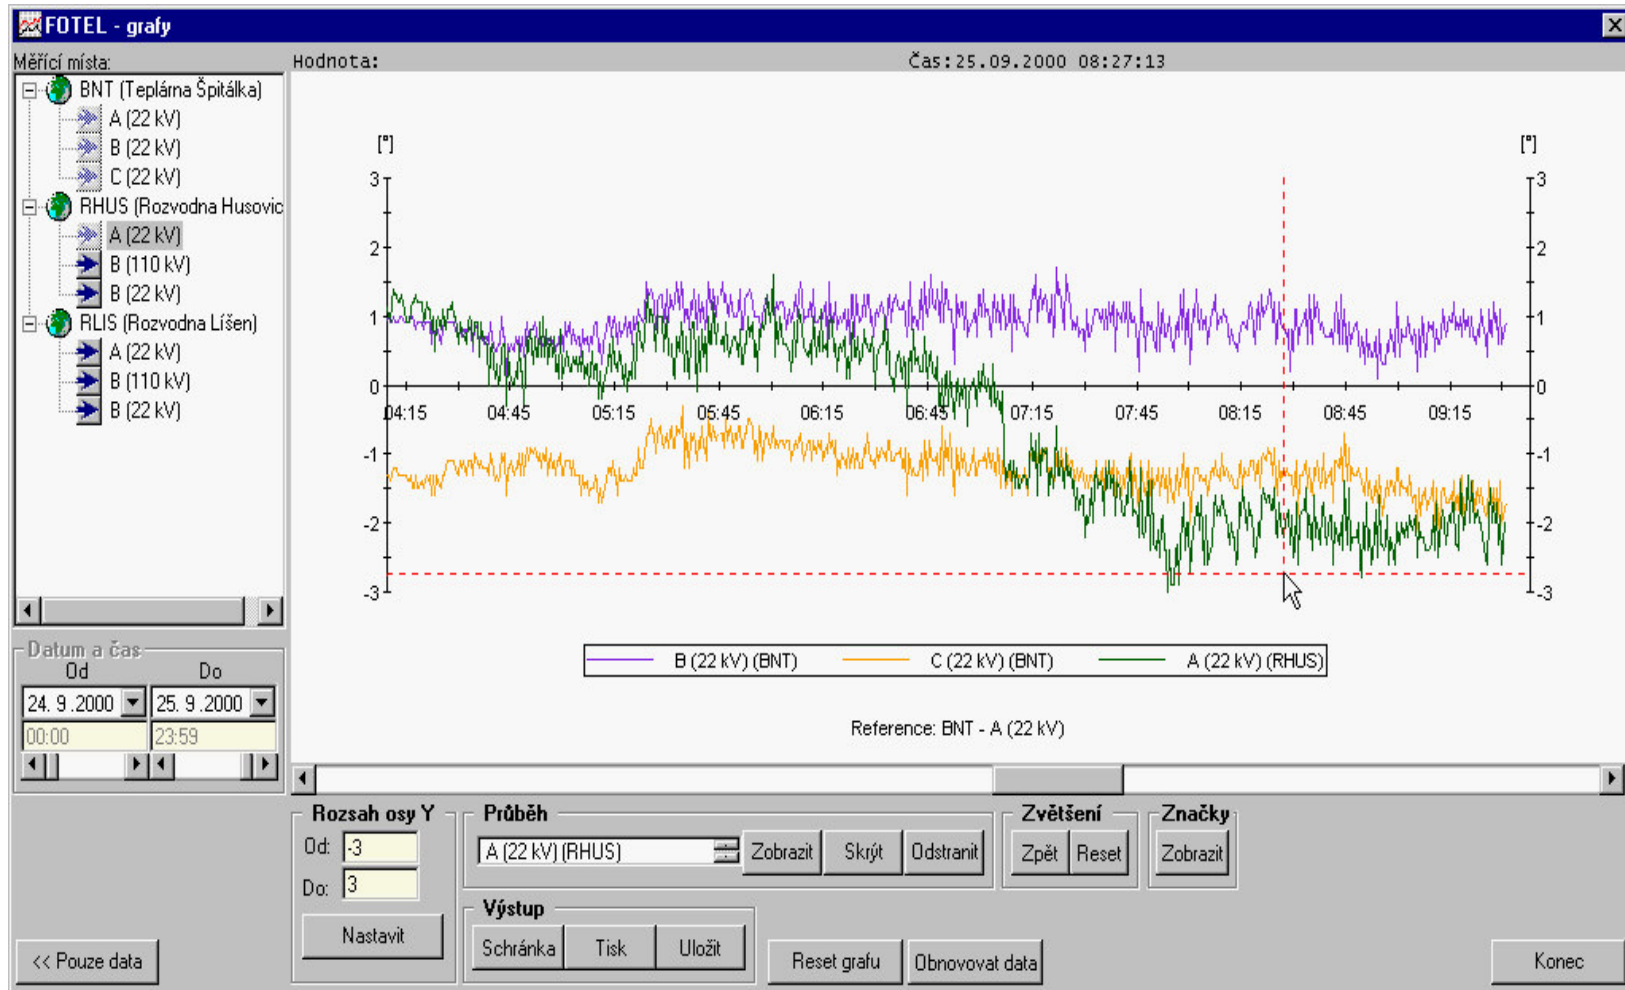 FOTEL - grafy
Měřící místa:
Hodnota:
Čas:25.09.2000 08:27:13
BNT (Teplárna Špitálka)
A (22 kV)
B (22 kV)
C (22 kV)
RHUS (Rozvodna Husovic
A (22 kV)
B (110 kV)
B (22 kV)
RLIS (Rozvodna Líšen)
A (22 kV)
B (110 kV)
B (22 kV)
[°] [°]
3 3
2 2
1 1
0 0
04:15 04:45 05:15 05:45 06:15 06:45 07:15 07:45 08:15 08:45 09:15
-1 -1
-2 -2
-3 -3
B (22 kV) (BNT) C (22 kV) (BNT) A (22 kV) (RHUS)
Reference: BNT - A (22 kV)
Datum a čas
Od Do
24. 9 .2000 25. 9 .2000
00:00 23:59
Rozsah osy Y
Od: -3
Do: 3
Nastavit
Průběh
A (22 kV) (RHUS)
Zobrazit Skrýt Odstranit
Zvětšení
Zpět Reset
Značky
Zobrazit
Výstup
Schránka Tisk Uložit
<< Pouze data
Reset grafu
Obnovovat data
Konec